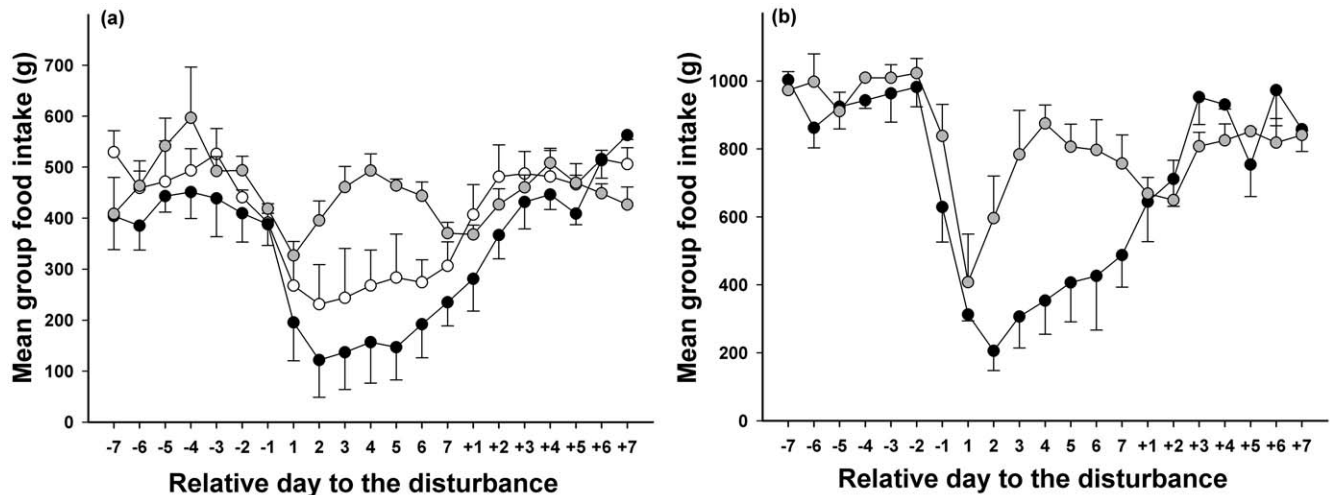 (a)
Mean group food intake (g)
700
600
500
400
300
200
100
0
-7 -6 -5 -4 -3 -2 -1 1 2 3 4 5 6 7 +1 +2 +3 +4 +5 +6 +7
Relative day to the disturbance
(b)
Mean group food intake (g)
1000
800
600
400
200
0
-7 -6 -5 -4 -3 -2 -1 1 2 3 4 5 6 7 +1 +2 +3 +4 +5 +6 +7
Relative day to the disturbance